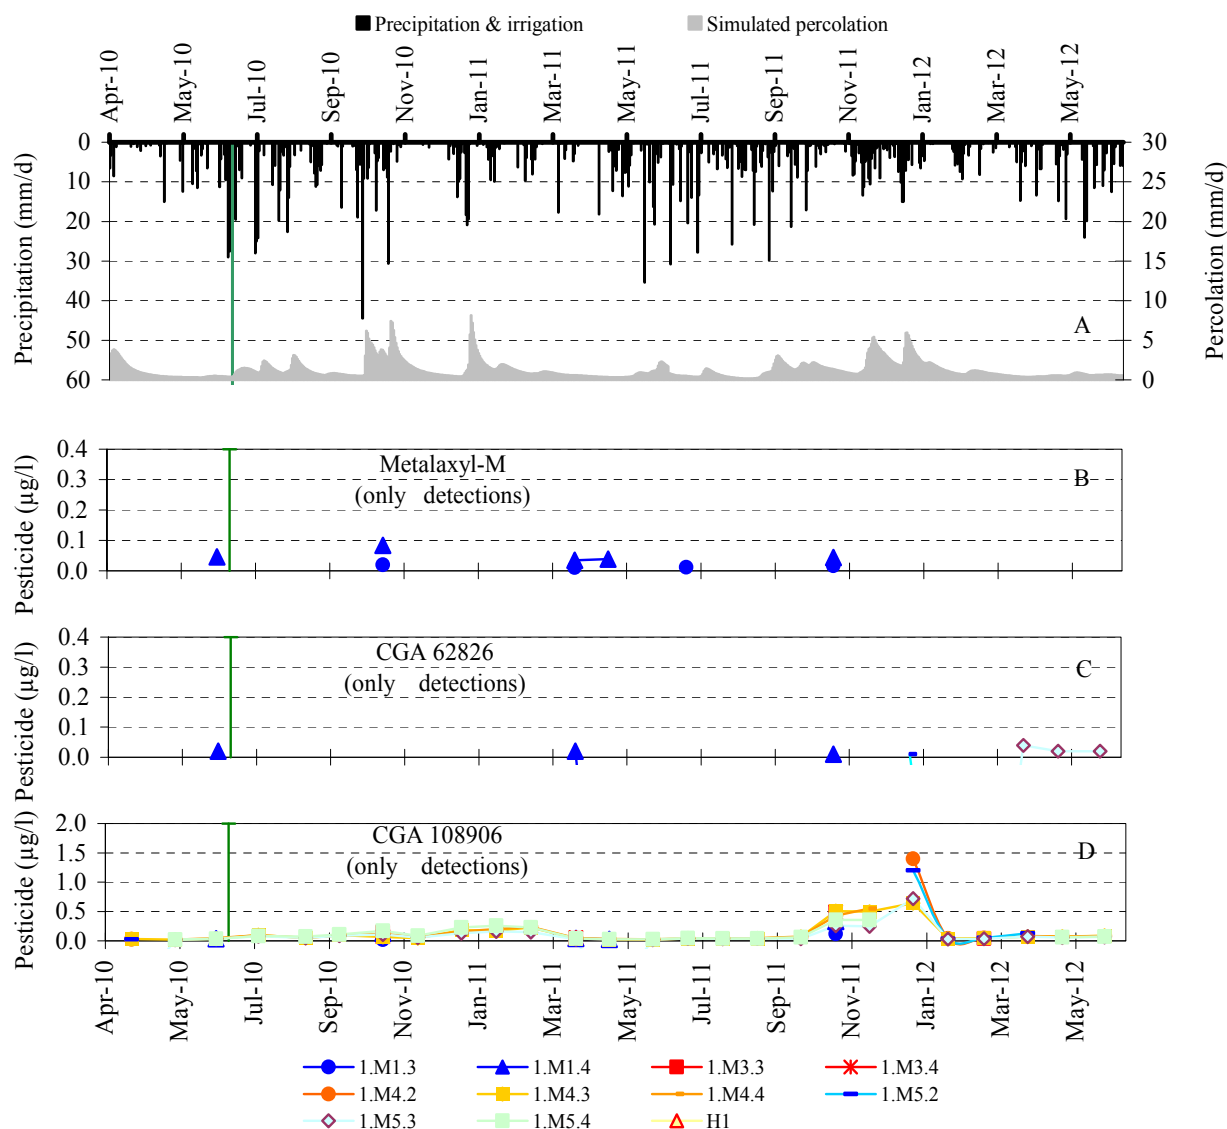 Precipitation & irrigation Simulated percolation
Apr-10 May-10 Jul-10 Sep-10 Nov-10 Jan-11 Mar-11 May-11 Jul-11 Sep-11 Nov-11 Jan-12 Mar-12 May-12
Precipitation (mm/d)
0
10
20
30
40
50
60
30
25
20
15
10
5
0
Percolation (mm/d)
A
Pesticide (µg/l)
0.4
0.3
0.2
0.1
0.0
Metalaxyl-M
(only detections)
B
Pesticide (µg/l)
0.4
0.3
0.2
0.1
0.0
CGA 62826
(only detections)
C
Pesticide (µg/l)
2.0
1.5
1.0
0.5
0.0
CGA 108906
(only detections)
D
Apr-10 May-10 Jul-10 Sep-10 Nov-10 Jan-11 Mar-11 May-11 Jul-11 Sep-11 Nov-11 Jan-12 Mar-12 May-12
1.M1.3 1.M1.4 1.M3.3 1.M3.4
1.M4.2 1.M4.3 1.M4.4 1.M5.2
1.M5.3 1.M5.4 H1